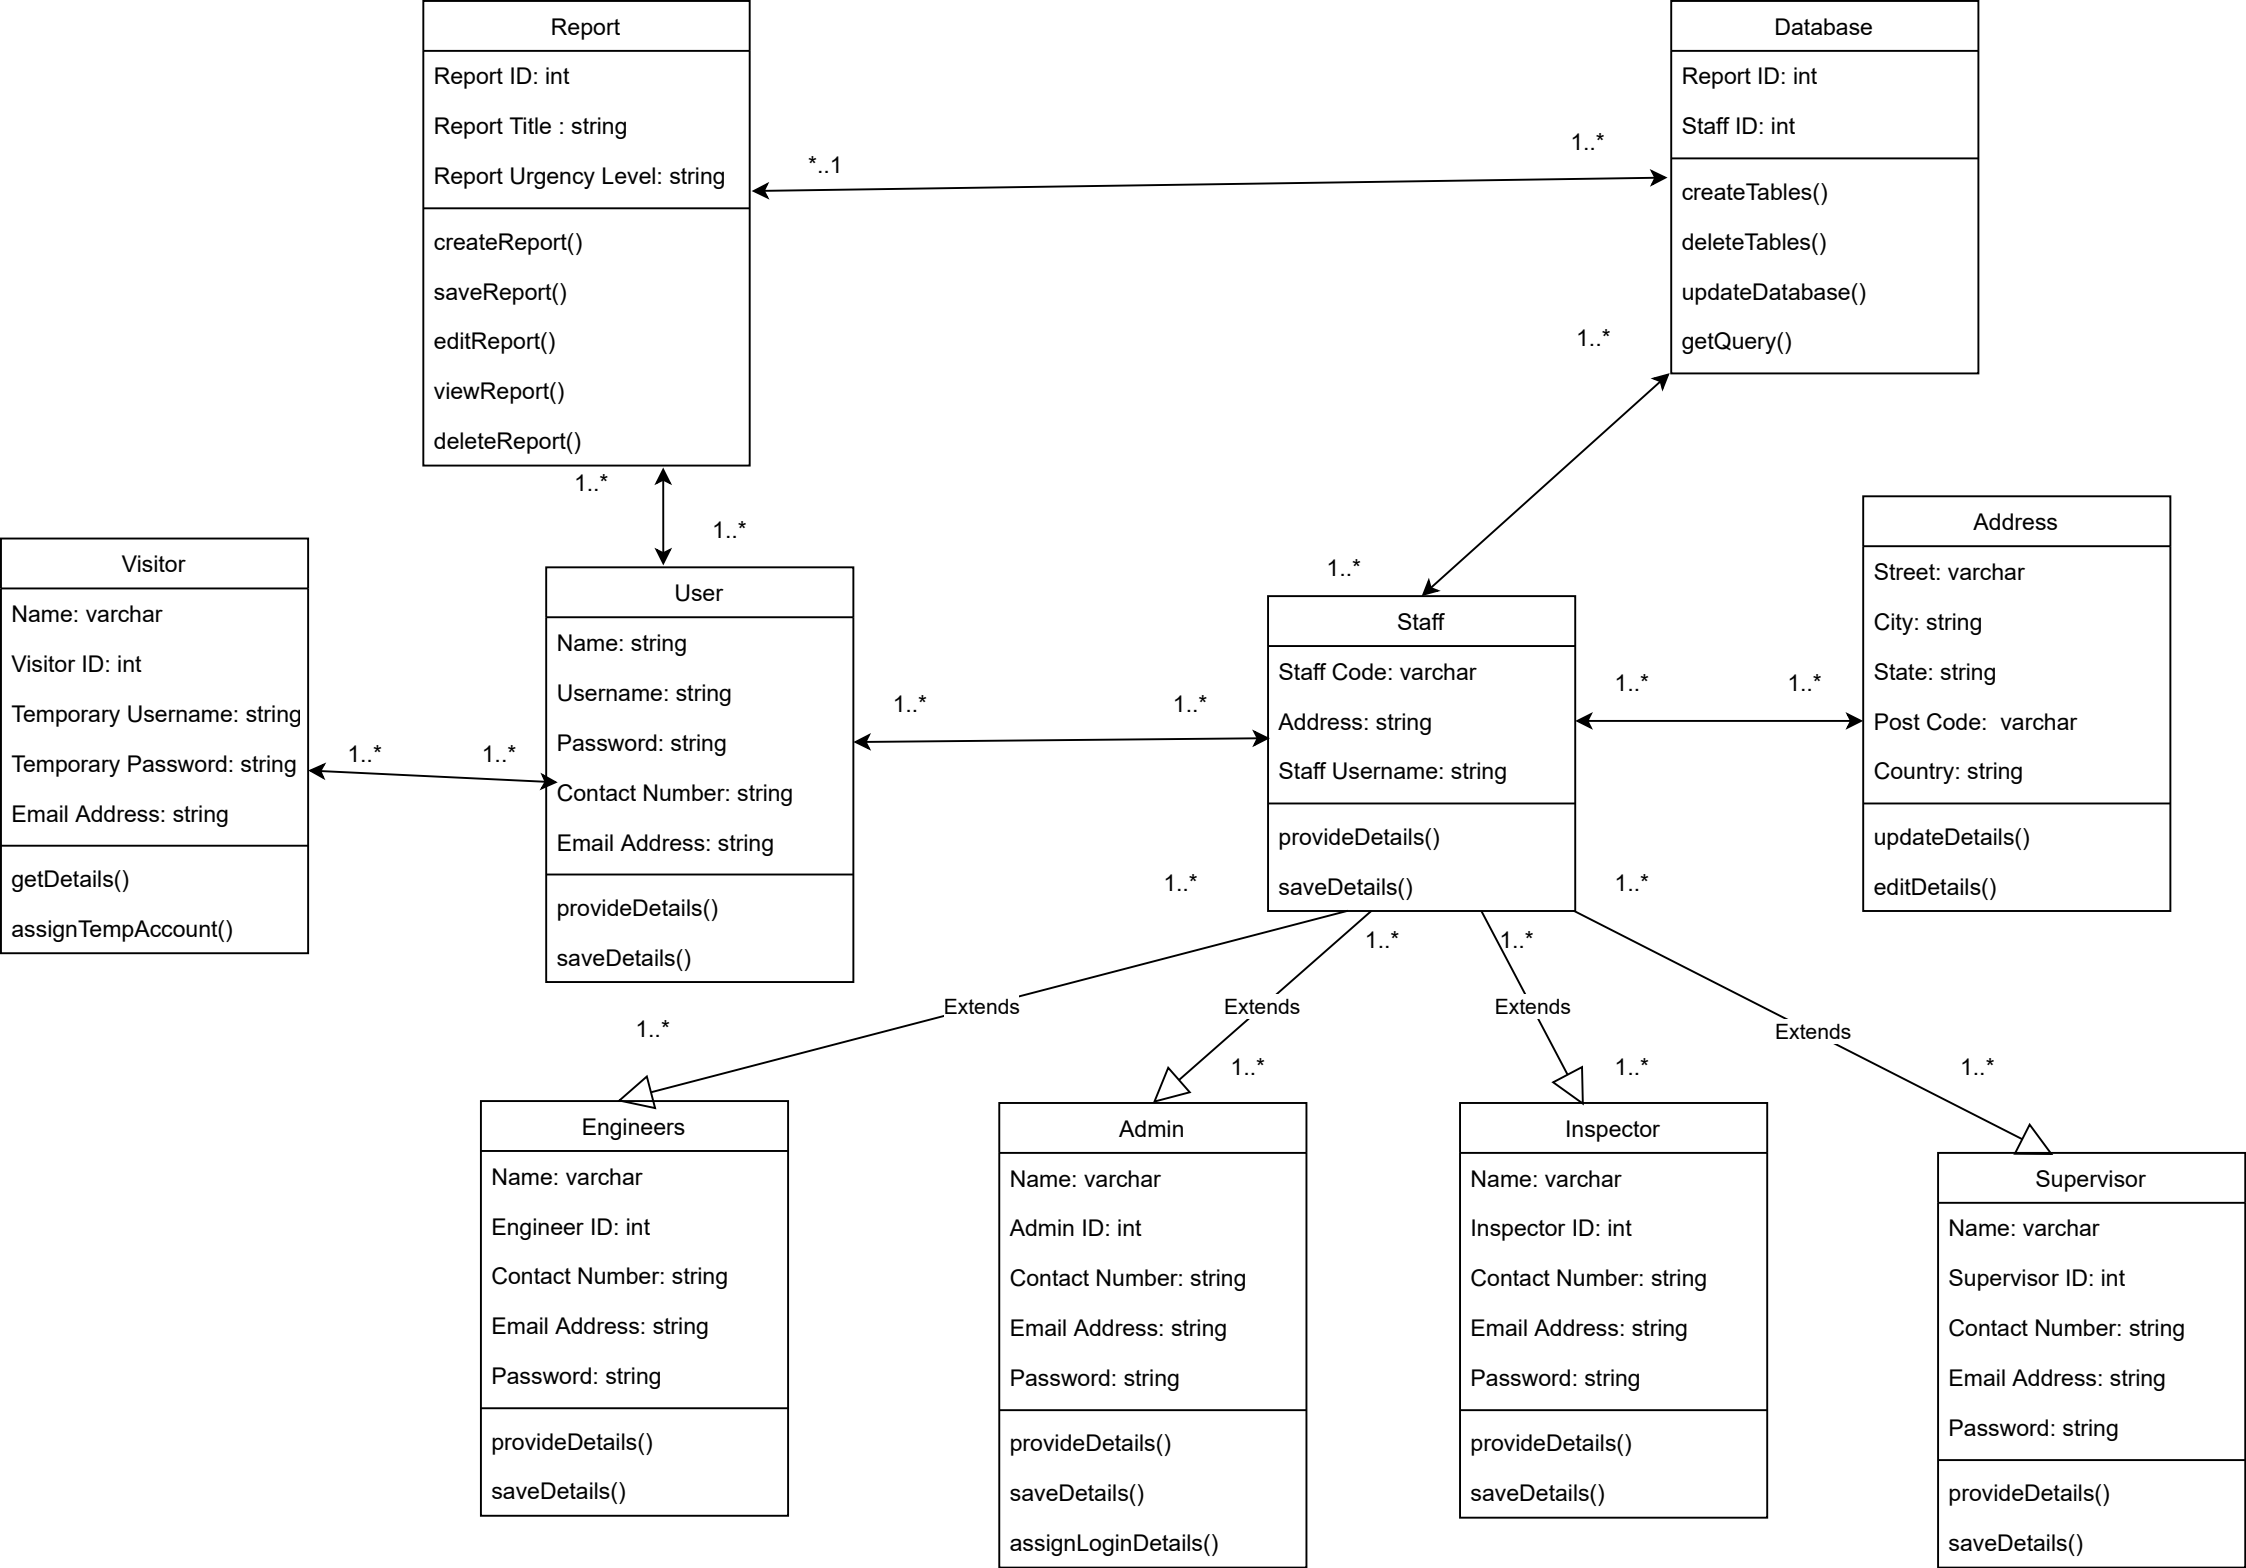 Report
Report ID: int
Report Title : string
Report Urgency Level: string
createReport()
saveReport()
editReport()
viewReport()
deleteReport()
*..1
1..*
Database
Report ID: int
Staff ID: int
createTables()
deleteTables()
updateDatabase()
getQuery()
1..*
1..*
1..*
1..*
Visitor
Name: varchar
Visitor ID: int
Temporary Username: string
Temporary Password: string
Email Address: string
getDetails()
assignTempAccount()
1..*
1..*
User
Name: string
Username: string
Password: string
Contact Number: string
Email Address: string
provideDetails()
saveDetails()
1..*
1..*
Staff
Staff Code: varchar
Address: string
Staff Username: string
provideDetails()
saveDetails()
1..*
1..*
Address
Street: varchar
City: string
State: string
Post Code:  varchar
Country: string
updateDetails()
editDetails()
1..*
1..*
1..*
1..*
Extends
Extends
Extends
Extends
1..*
1..*
1..*
1..*
Engineers
Name: varchar
Engineer ID: int
Contact Number: string
Email Address: string
Password: string
provideDetails()
saveDetails()
Admin
Name: varchar
Admin ID: int
Contact Number: string
Email Address: string
Password: string
provideDetails()
saveDetails()
assignLoginDetails()
Inspector
Name: varchar
Inspector ID: int
Contact Number: string
Email Address: string
Password: string
provideDetails()
saveDetails()
Supervisor
Name: varchar
Supervisor ID: int
Contact Number: string
Email Address: string
Password: string
provideDetails()
saveDetails()